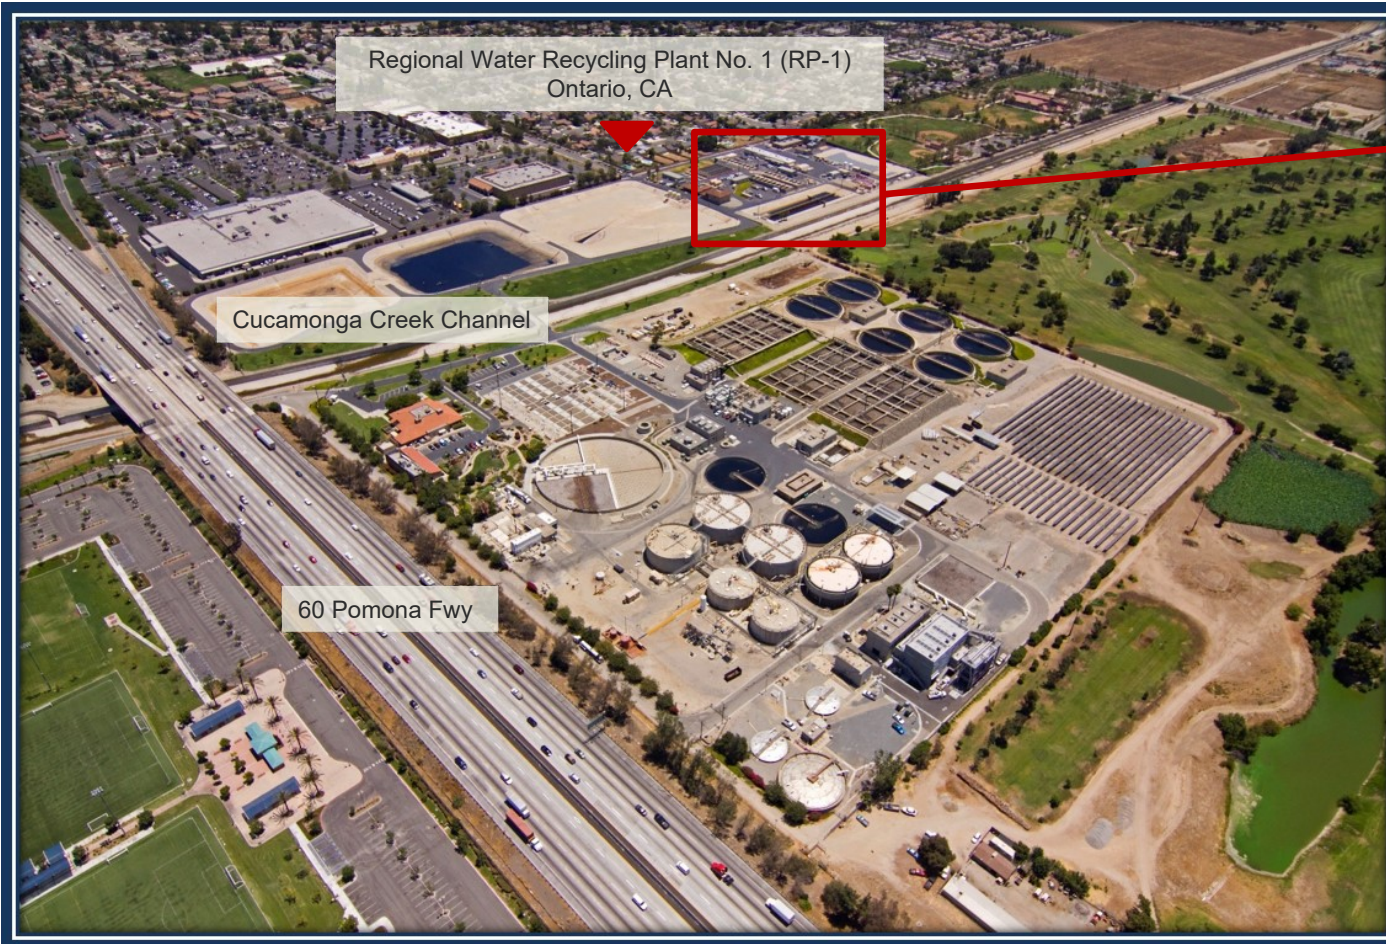 Regional Water Recycling Plant No. 1 (RP-1)
Ontario, CA
Cucamonga Creek Channel
60 Pomona Fwy